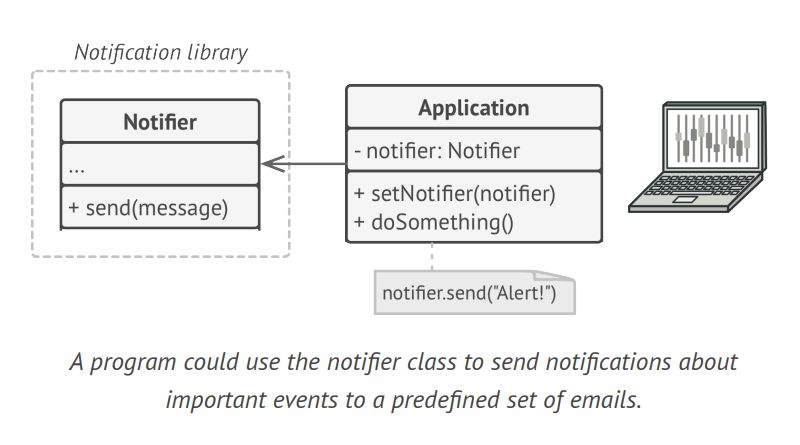 Notification library
Notifier
...
+ send(message)
Application
- notifier: Notifier
+ setNotifier(notifier)
+ doSomething()
notifier.send("Alert!")
A program could use the notifier class to send notifications about
important events to a predefined set of emails.